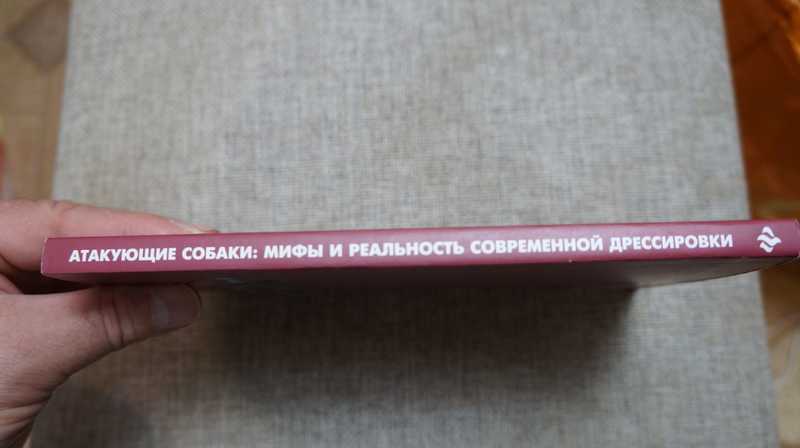 АТАКУЮЩИЕ СОБАКИ: МИФЫ И РЕАЛЬНОСТЬ СОВРЕМЕННОЙ ДРЕССИРОВКИ